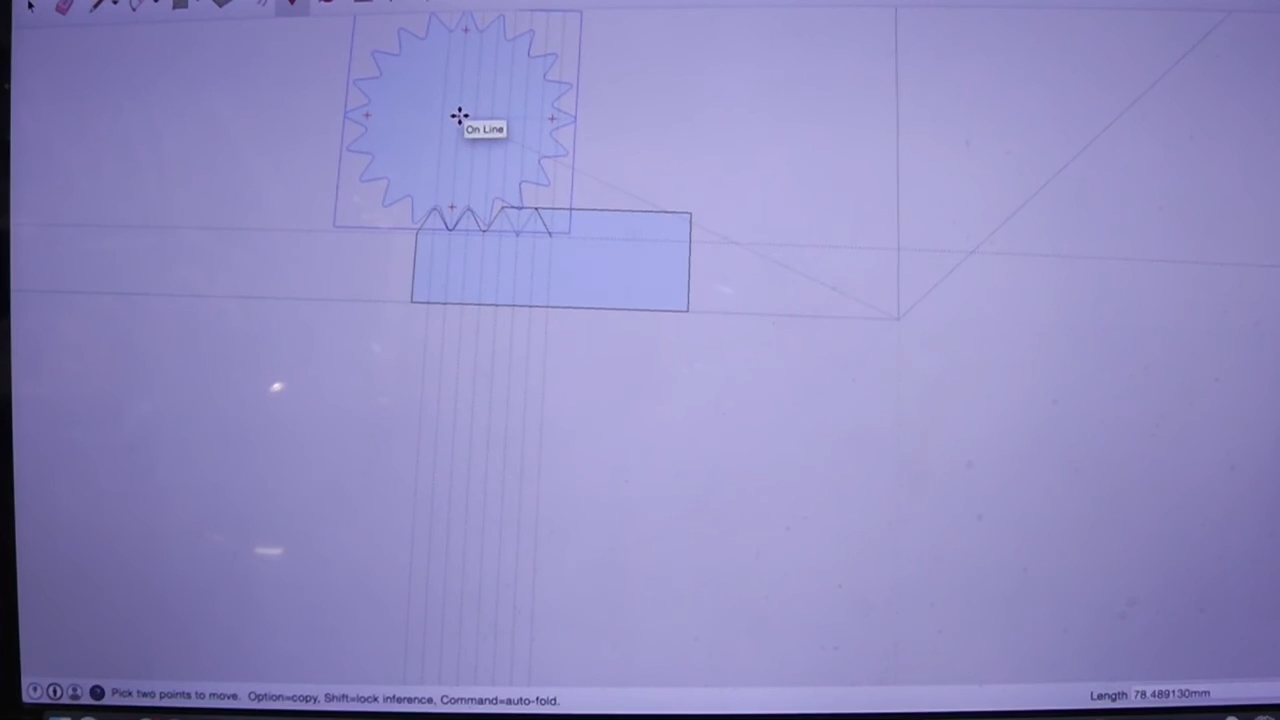 On Line
Pick two points to move. Option=copy, Shift=lock inference, Command=auto-fold.
Length 78.489130mm